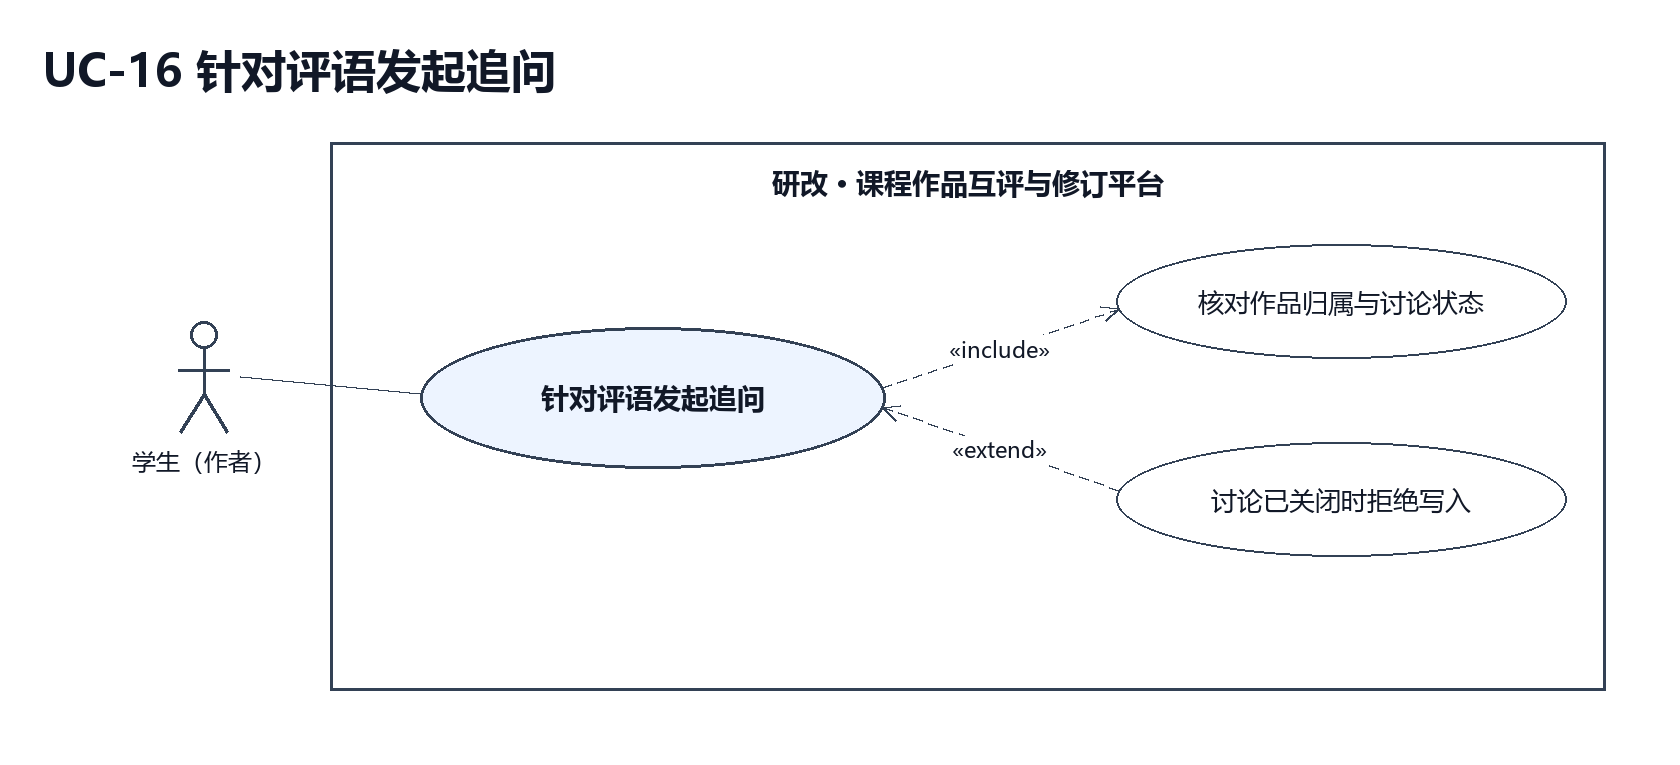 UC-16 针对评语发起追问
研改·课程作品互评与修订平台
核对作品归属与讨论状态
«include»
针对评语发起追问
«extend»
学生（作者）
讨论已关闭时拒绝写入